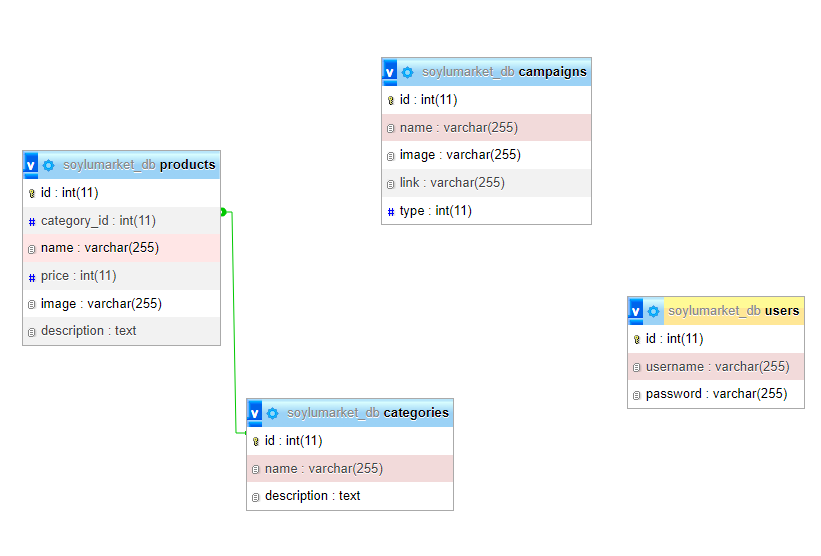 v soylumarket_db campaigns
id : int(11)
name : varchar(255)
image : varchar(255)
link : varchar(255)
# type : int(11)
v soylumarket_db products
id : int(11)
# category_id : int(11)
name : varchar(255)
# price : int(11)
image : varchar(255)
description : text
v soylumarket_db users
id : int(11)
username : varchar(255)
password : varchar(255)
v soylumarket_db categories
id : int(11)
name : varchar(255)
description : text